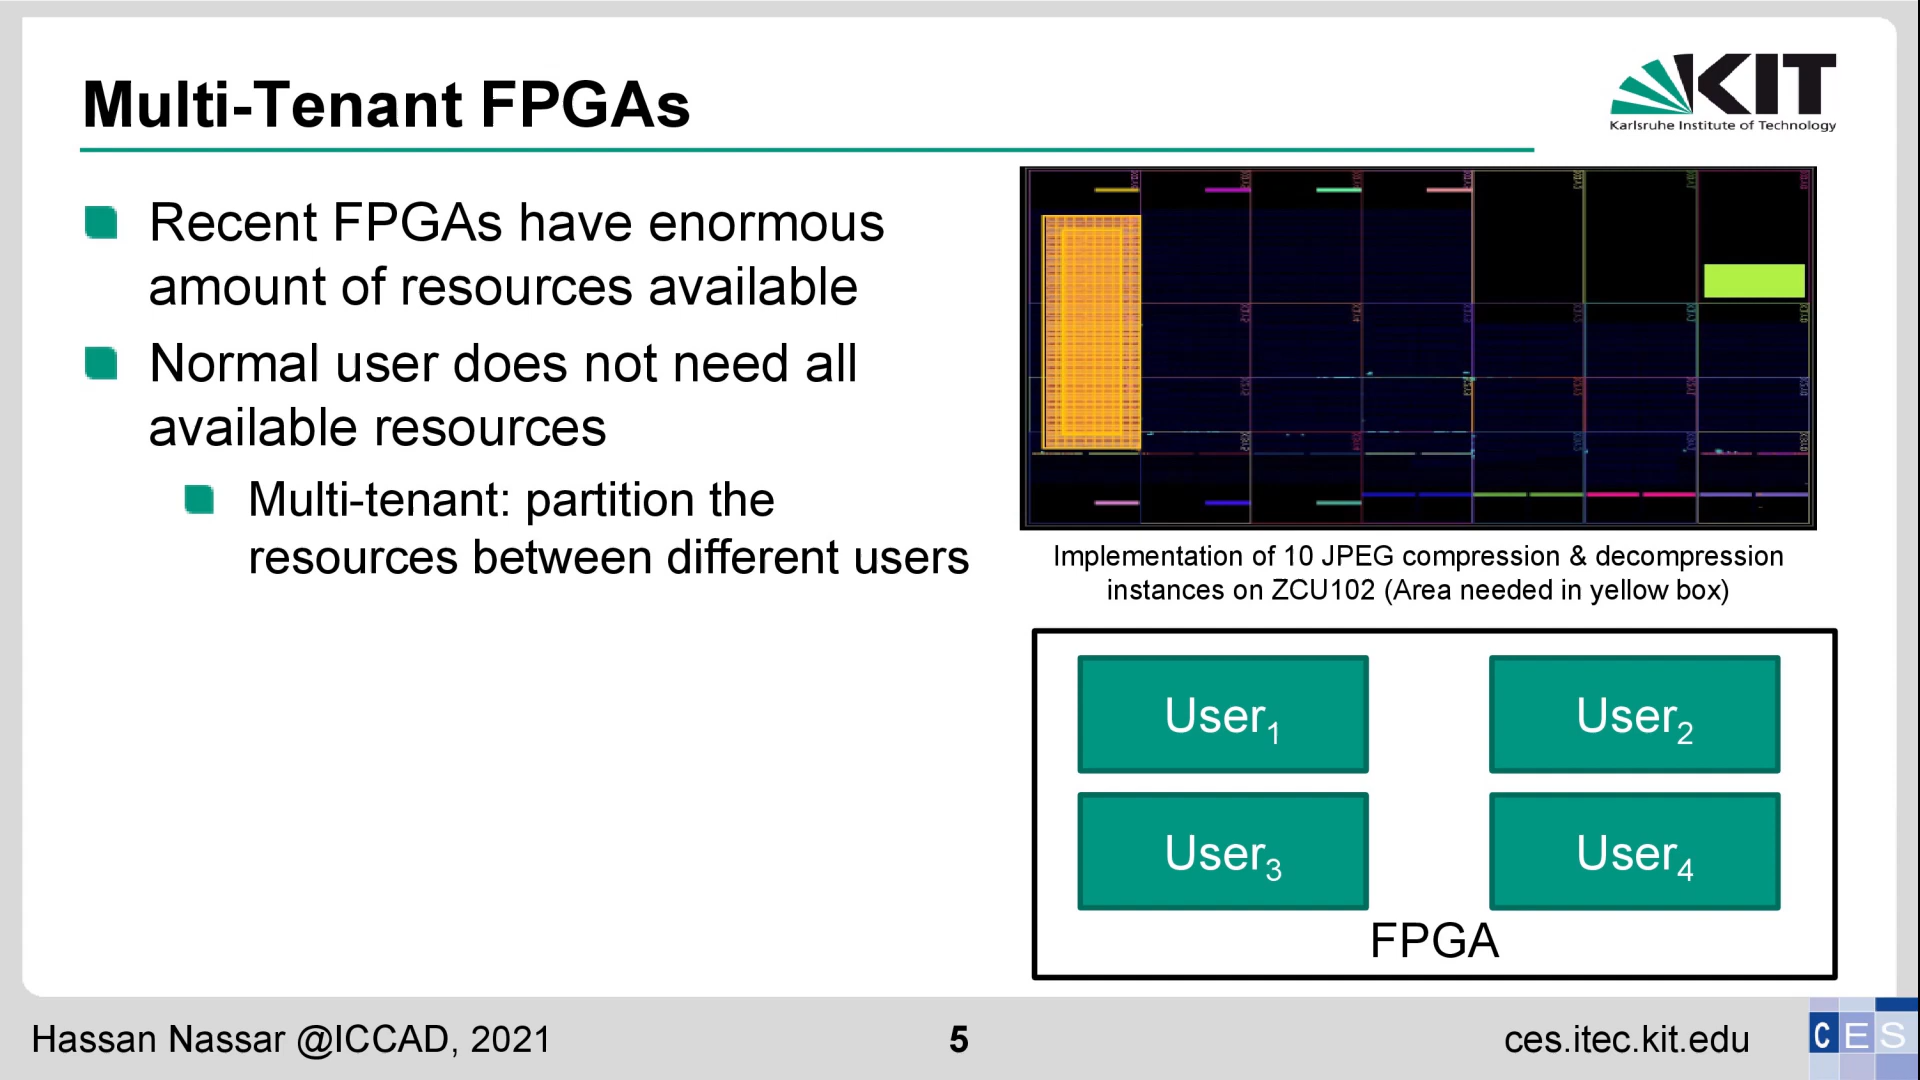 Multi-Tenant FPGAs
KIT
Karlsruhe Institute of Technology
Recent FPGAs have enormous
amount of resources available
Normal user does not need all
available resources
Multi-tenant: partition the
resources between different users
Implementation of 10 JPEG compression & decompression
instances on ZCU102 (Area needed in yellow box)
User1
User2
User3
User4
FPGA
Hassan Nassar @ICCAD, 2021
5
ces.itec.kit.edu
CES